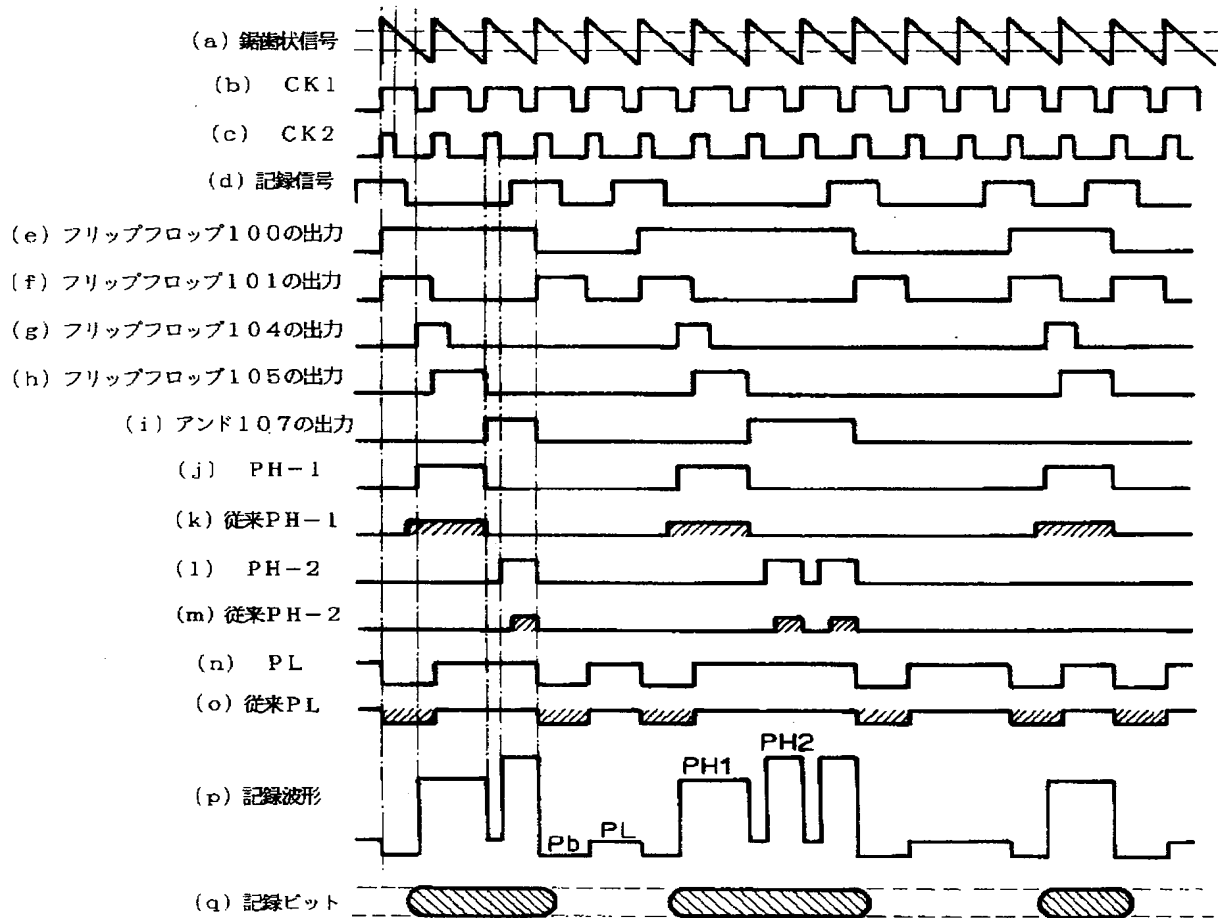 (a) 鋸歯状信号
(b) CK1
(c) CK2
(d) 記録信号
(e) フリップフロップ100の出力
(f) フリップフロップ101の出力
(g) フリップフロップ104の出力
(h) フリップフロップ105の出力
(i) アンド107の出力
(j) PH-1
(k) 従来PH-1
(l) PH-2
(m) 従来PH-2
(n) PL
(o) 従来PL
PH2
PH1
(p) 記録波形
Pb PL
(q) 記録ビット